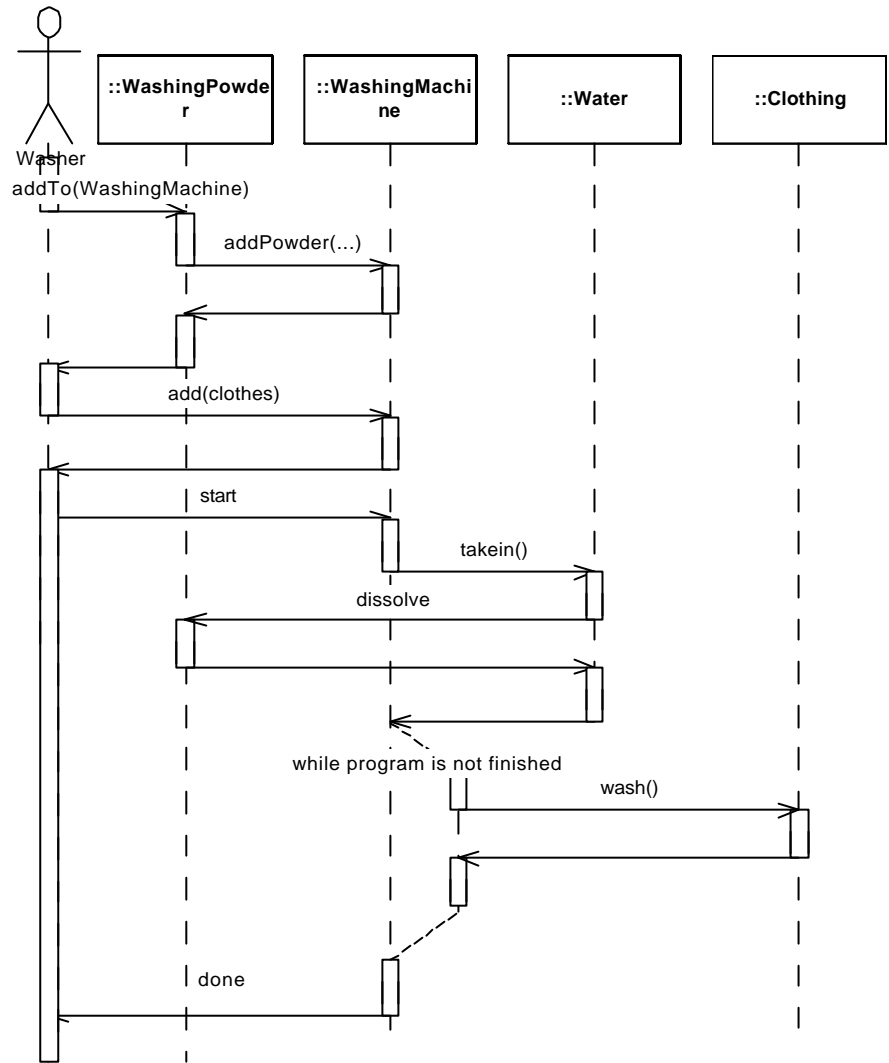 ::WashingPowde
r
::WashingMachi
ne
::Water
::Clothing
Washer
addTo(WashingMachine)
addPowder(...)
add(clothes)
start
takein()
dissolve
while program is not finished
wash()
done